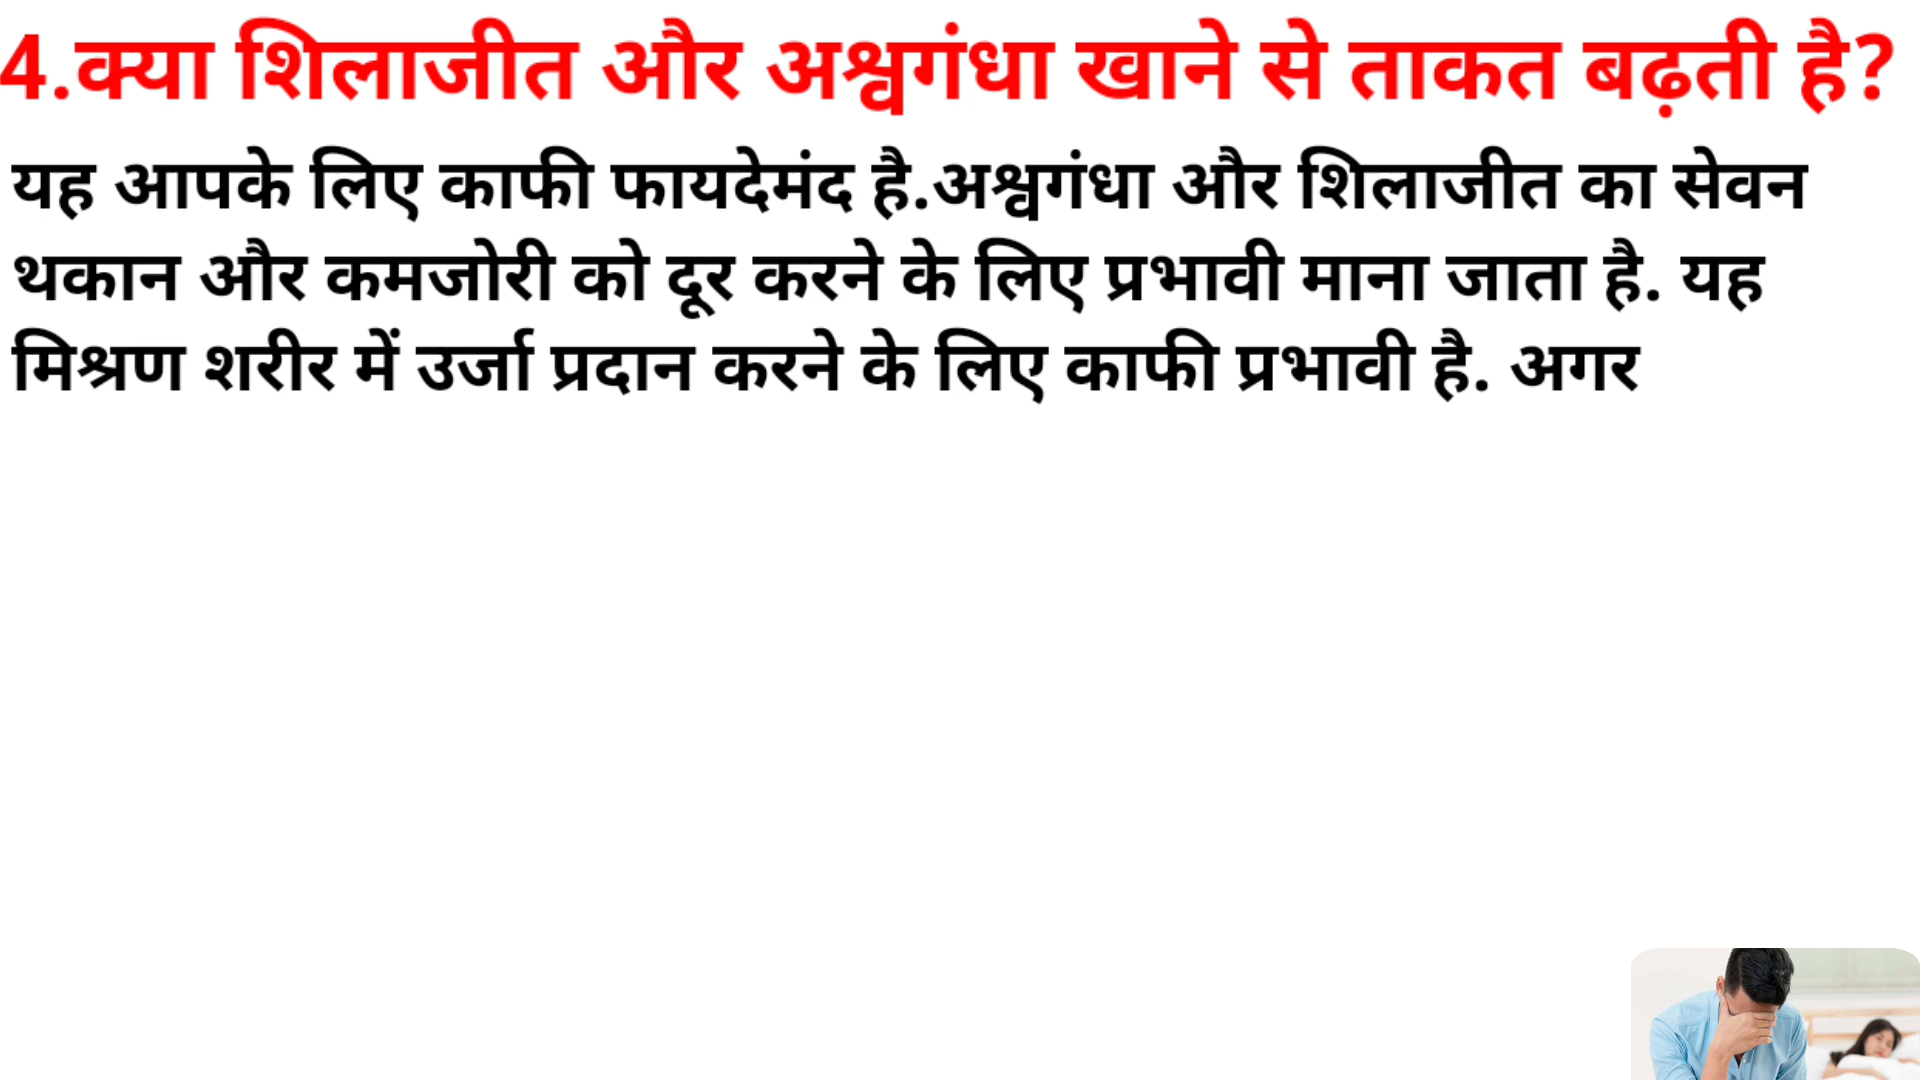 4.क्या शिलाजीत और अश्वगंधा खाने से ताकत बढ़ती है?
यह आपके लिए काफी फायदेमंद है.अश्वगंधा और शिलाजीत का सेवन
थकान और कमजोरी को दूर करने के लिए प्रभावी माना जाता है. यह
मिश्रण शरीर में उर्जा प्रदान करने के लिए काफी प्रभावी है. अगर